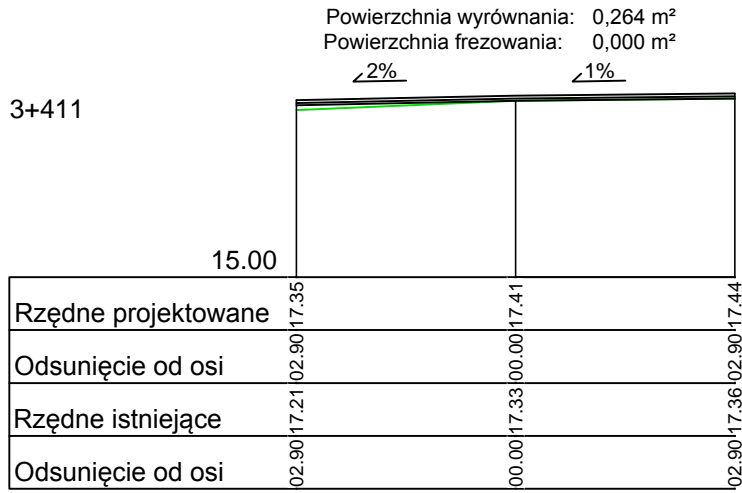 Powierzchnia wyrównania: 0,264 m²
Powierzchnia frezowania: 0,000 m²
2% 1%
3+411
15.00
Rzędne projektowane 17.35 17.41 17.44
Odsunięcie od osi 02.90 00.00 02.90
Rzędne istniejące 17.21 17.33 17.36
Odsunięcie od osi 02.90 00.00 02.90